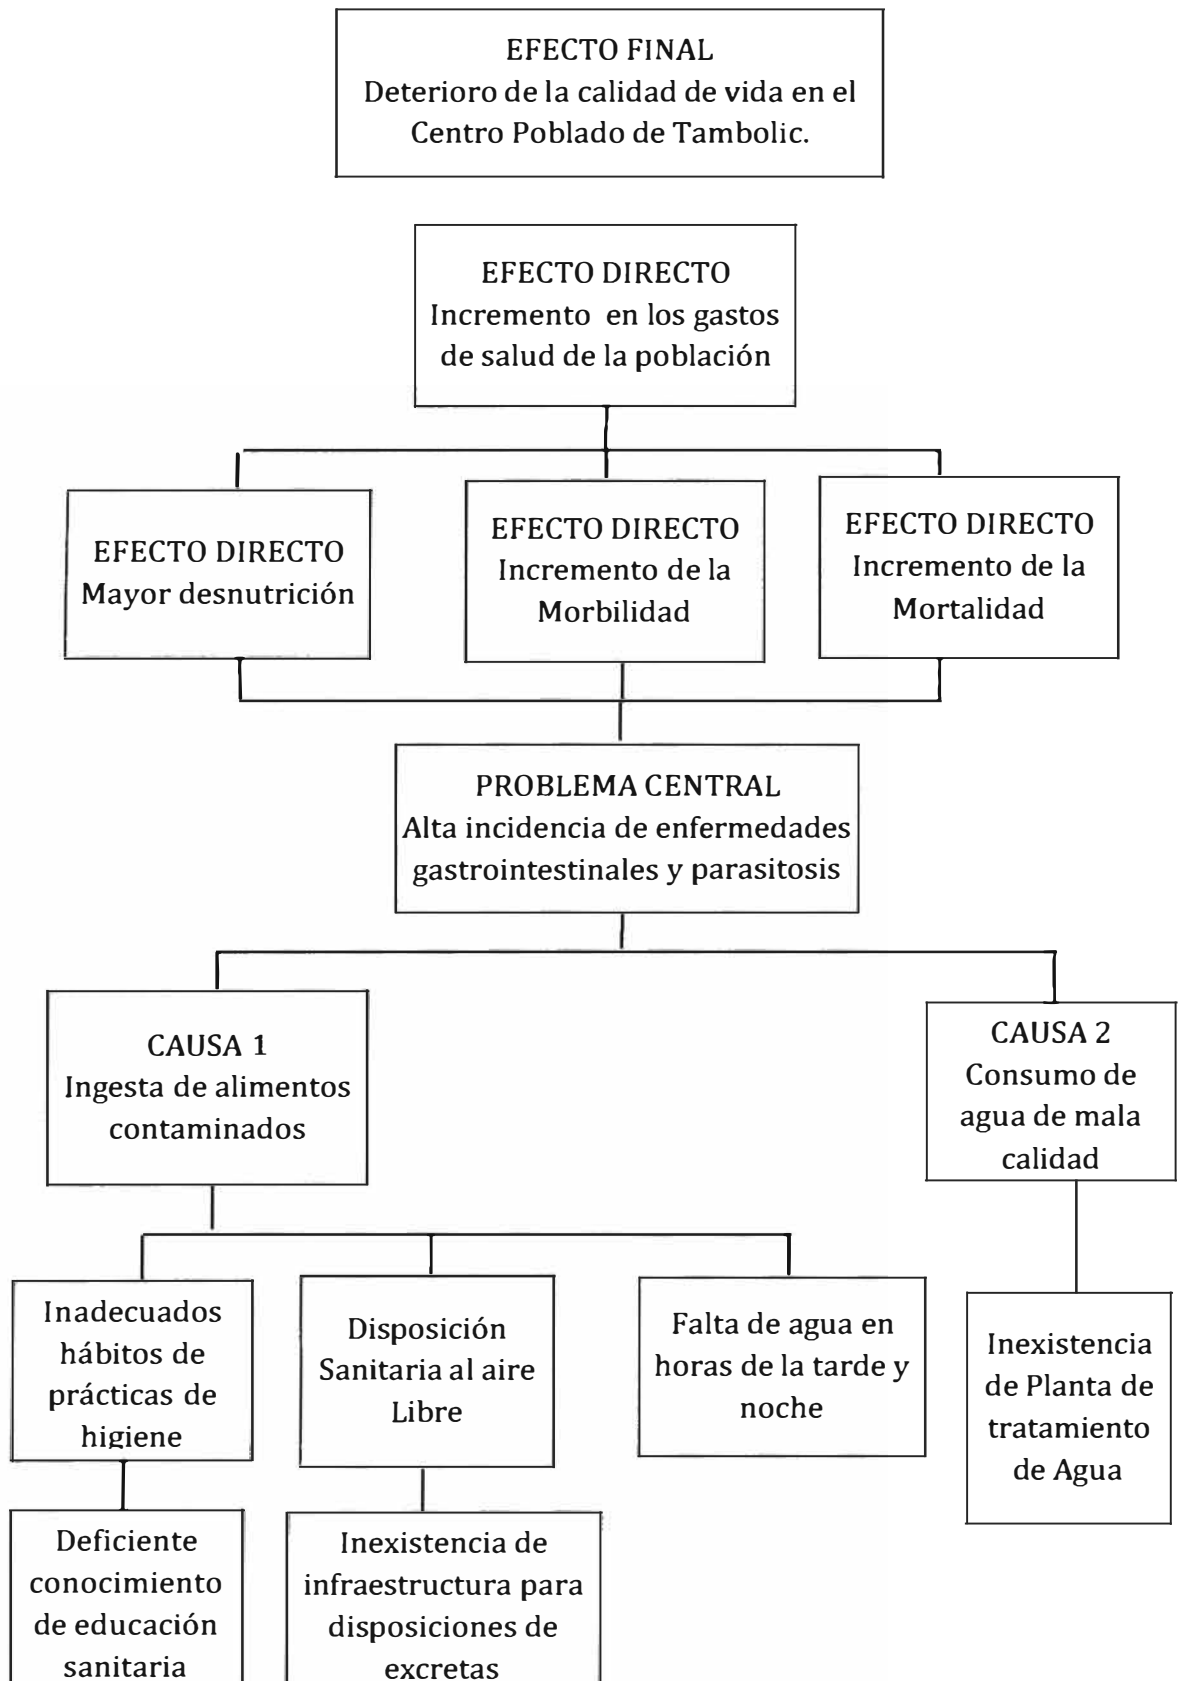 EFECTO FINAL
Deterioro de la calidad de vida en el
Centro Poblado de Tambolic.
EFECTO DIRECTO
Incremento en los gastos
de salud de la población
EFECTO DIRECTO
Mayor desnutrición
EFECTO DIRECTO
Incremento de la
Morbilidad
EFECTO DIRECTO
Incremento de la
Mortalidad
PROBLEMA CENTRAL
Alta incidencia de enfermedades
gastrointestinales y parasitosis
CAUSA 1
Ingesta de alimentos
contaminados
CAUSA 2
Consumo de
agua de mala
calidad
Inadecuados
hábitos de
prácticas de
higiene
Disposición
Sanitaria al aire
Libre
Falta de agua en
horas de la tarde y
noche
Inexistencia
de Planta de
tratamiento
de Agua
Deficiente
conocimiento
de educación
sanitaria
Inexistencia de
infraestructura para
disposiciones de
excretas